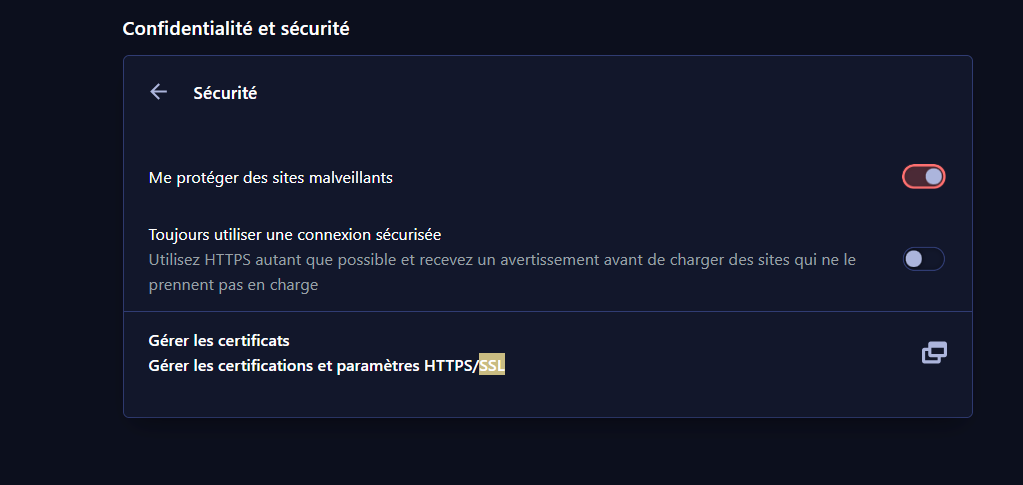 Confidentialité et sécurité
Sécurité
Me protéger des sites malveillants
Toujours utiliser une connexion sécurisée
Utilisez HTTPS autant que possible et recevez un avertissement avant de charger des sites qui ne le
prennent pas en charge
Gérer les certificats
Gérer les certifications et paramètres HTTPS/SSL